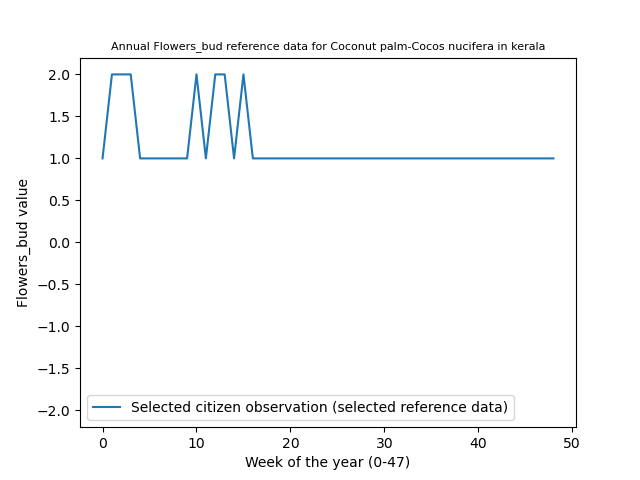 Annual Flowers_bud reference data for Coconut palm-Cocos nucifera in kerala
2.0
1.5
1.0
0.5
0.0
−0.5
−1.0
−1.5
−2.0
Flowers_bud value
Selected citizen observation (selected reference data)
0 10 20 30 40 50
Week of the year (0-47)